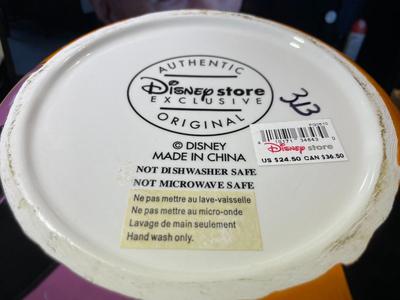 AUTHENTIC
Disney store
EXCLUSIVE
ORIGINAL
© DISNEY
MADE IN CHINA
NOT DISHWASHER SAFE
NOT MICROWAVE SAFE
Ne pas mettre au lave-vaisselle
Ne pas mettre au micro-onde
Lavage de main seulement
Hand wash only.
Disney store
US $24.50 CAN $36.50